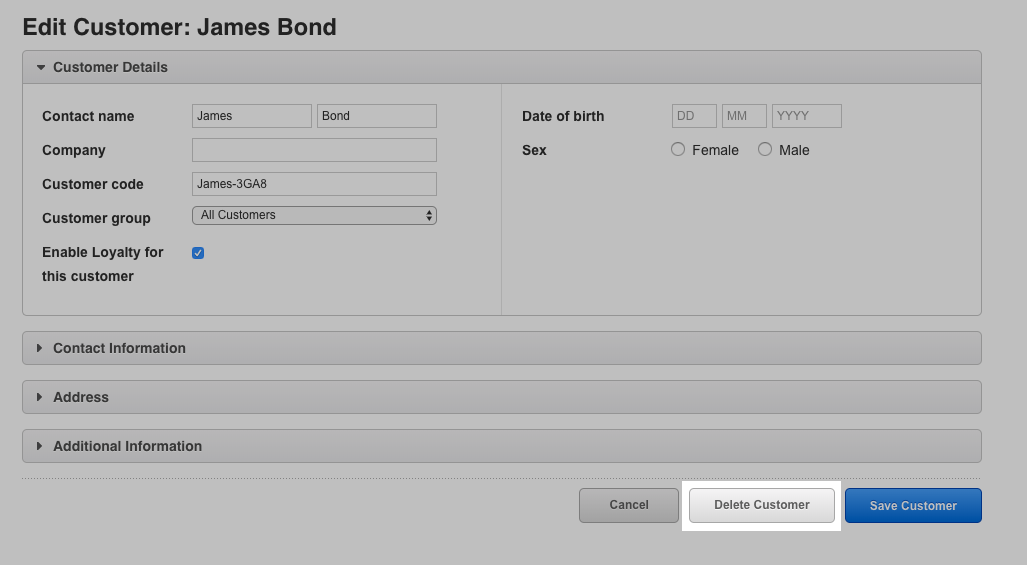 Edit Customer: James Bond
Customer Details
Contact name James Bond
Company
Customer code James-3GA8
Customer group All Customers
Enable Loyalty for
this customer
Date of birth DD MM YYYY
Sex Female Male
Contact Information
Address
Additional Information
Cancel Delete Customer Save Customer